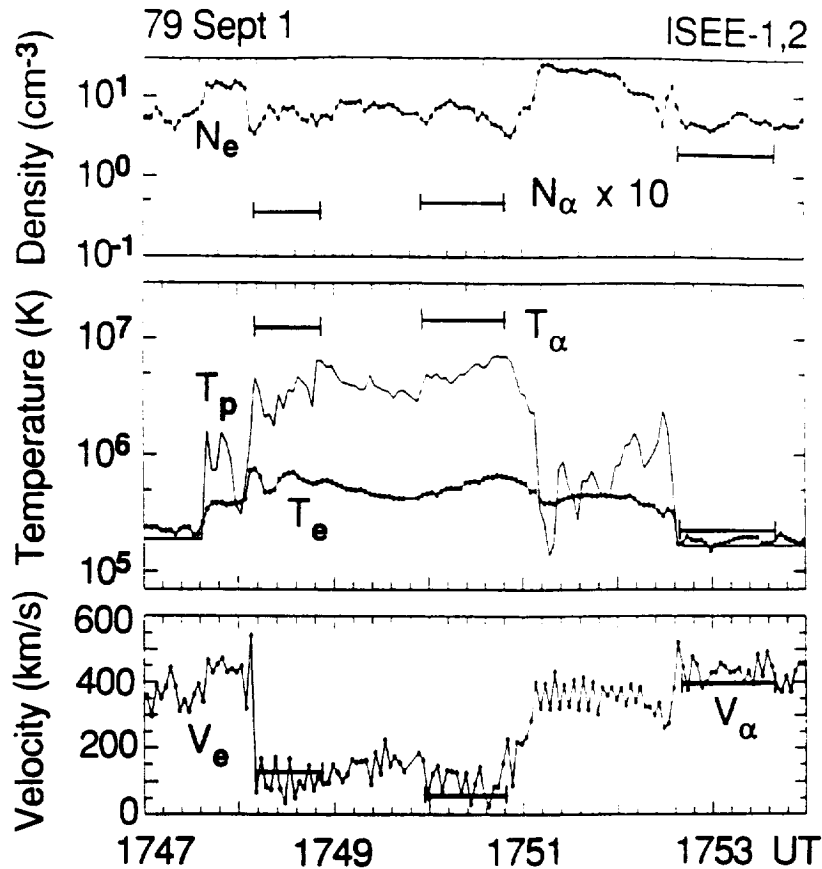 79 Sept 1
ISEE-1,2
Density (cm-3)
10¹
10⁰
10-1
Ne
Nα x 10
Temperature (K)
10⁷
10⁶
10⁵
Tα
Tp
Te
Velocity (km/s)
600
400
200
0
Ve
Vα
1747
1749
1751
1753 UT